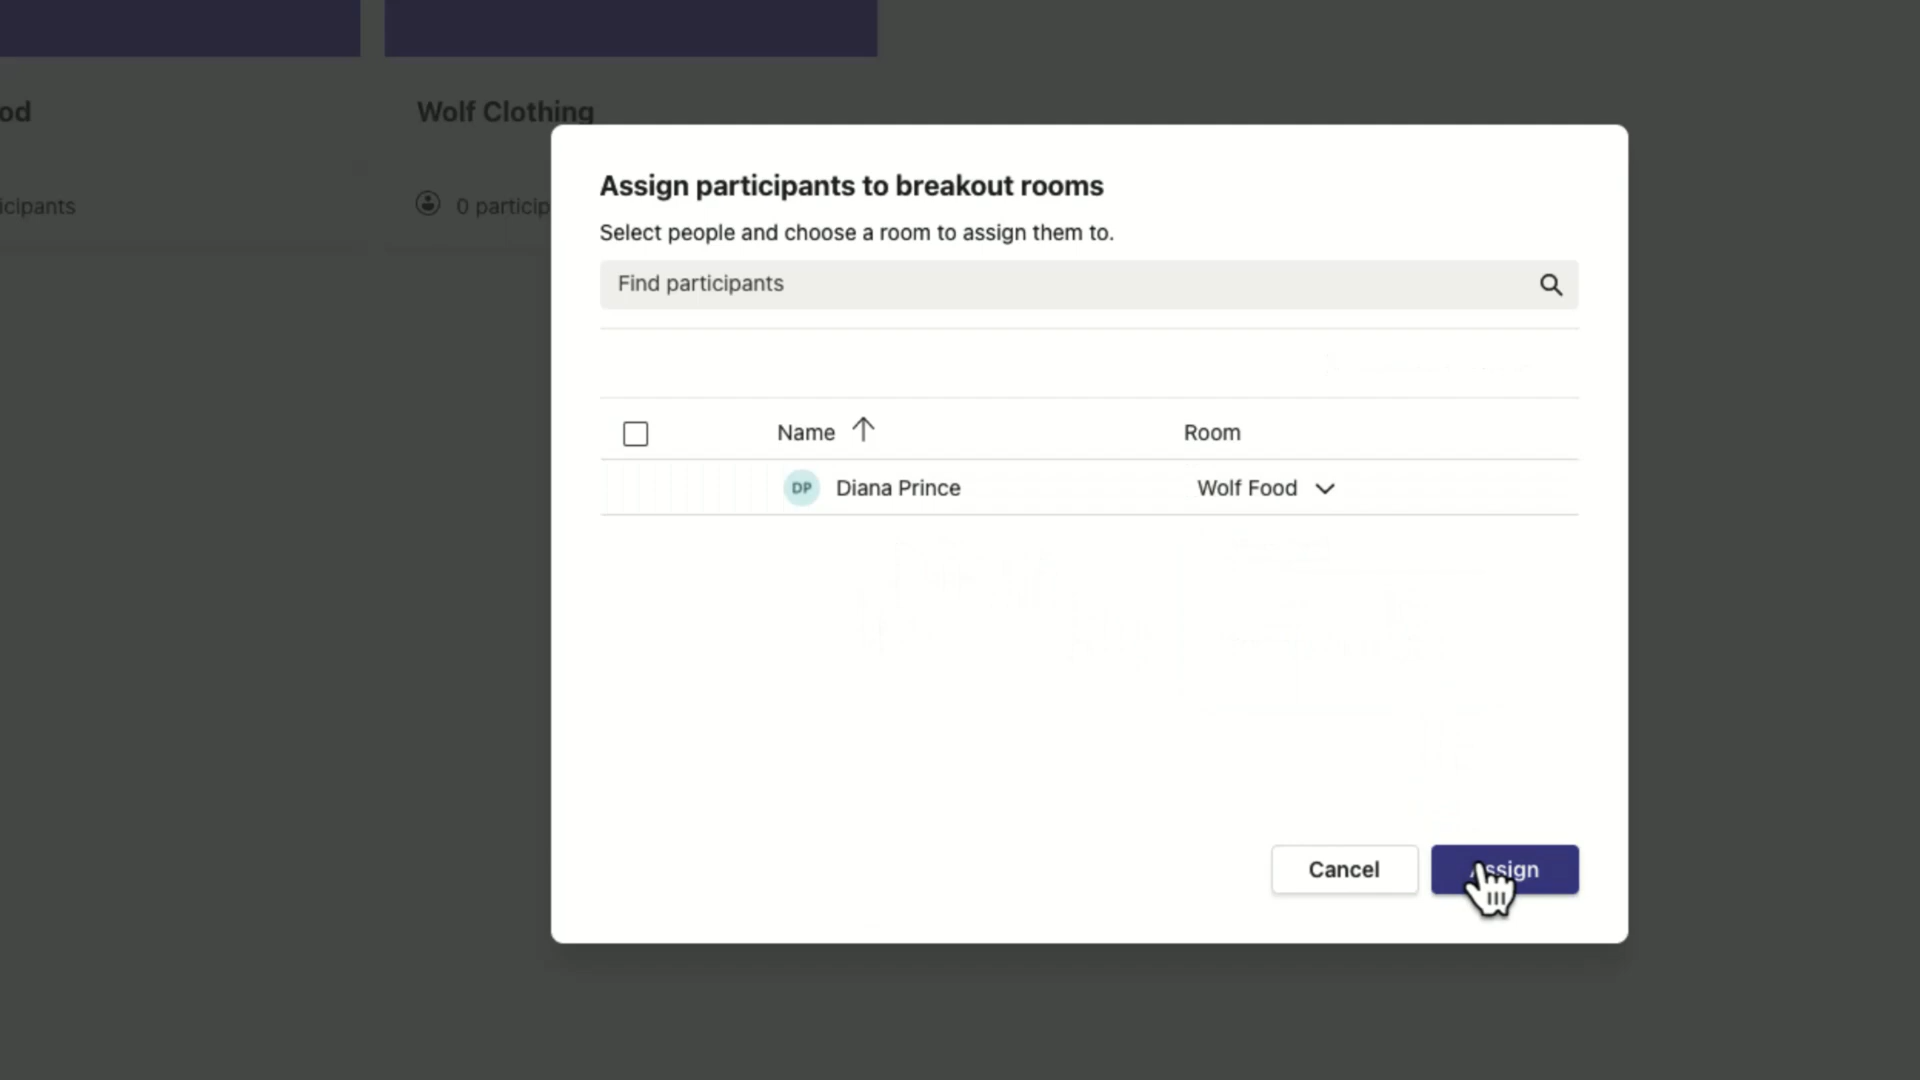 od
Wolf Clothing
icipants
0 particip
Assign participants to breakout rooms
Select people and choose a room to assign them to.
Find participants
Name
Room
DP
Diana Prince
Wolf Food
Cancel
ssign